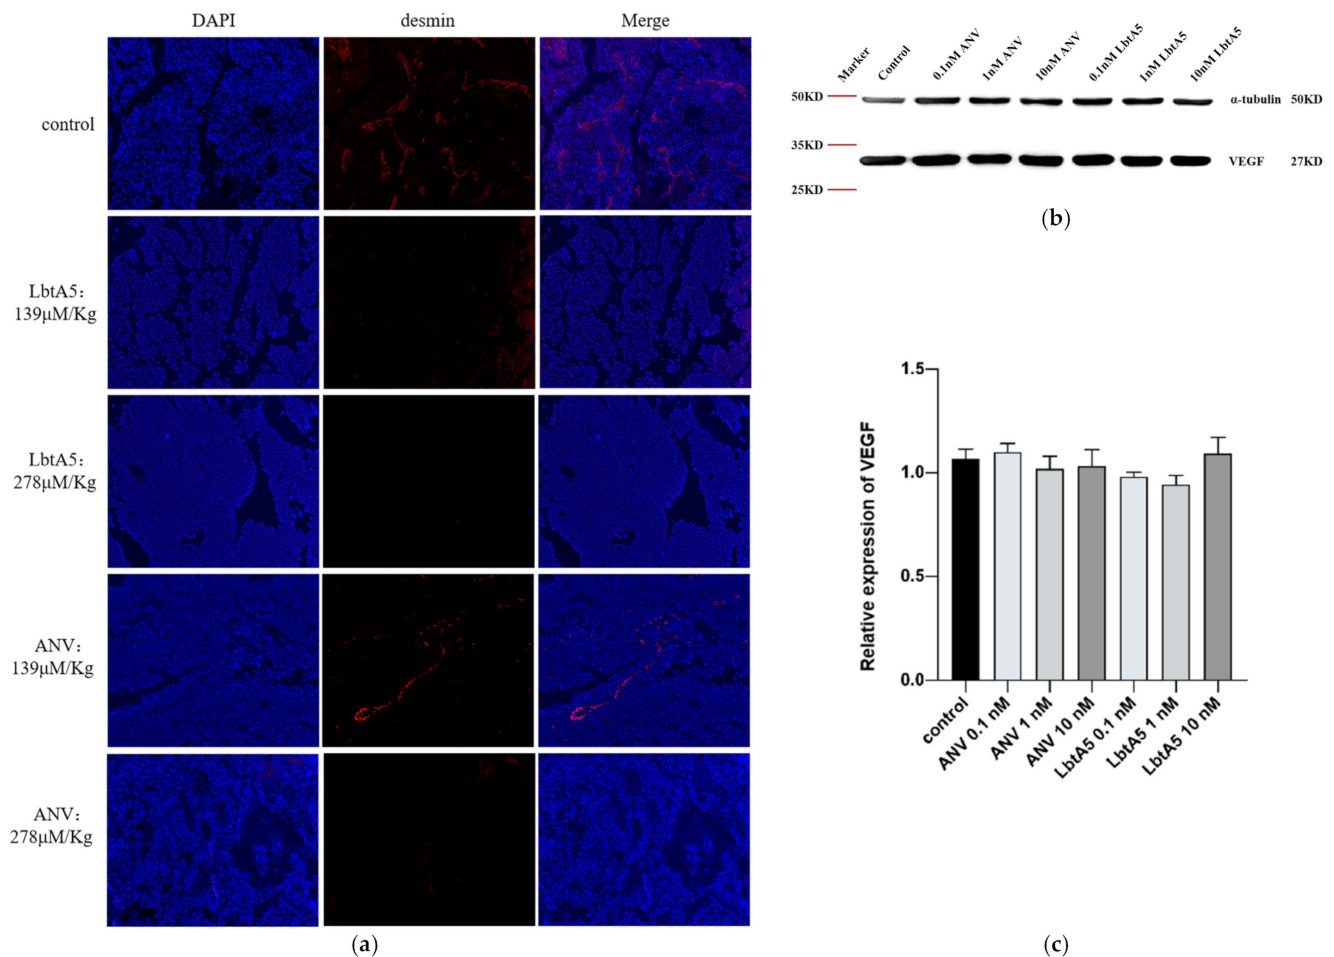 DAPI desmin Merge
control
LbtA5：
139μM/Kg
LbtA5：
278μM/Kg
ANV：
139μM/Kg
ANV：
278μM/Kg
(a)
Marker Control 0.1nM ANV 1nM ANV 10nM ANV 0.1nM LbtA5 1nM LbtA5 10nM LbtA5
50KD α-tubulin 50KD
35KD
VEGF 27KD
25KD
(b)
Relative expression of VEGF
1.5
1.0
0.5
0.0
control ANV 0.1 nM ANV 1 nM ANV 10 nM LbtA5 0.1 nM LbtA5 1 nM LbtA5 10 nM
(c)